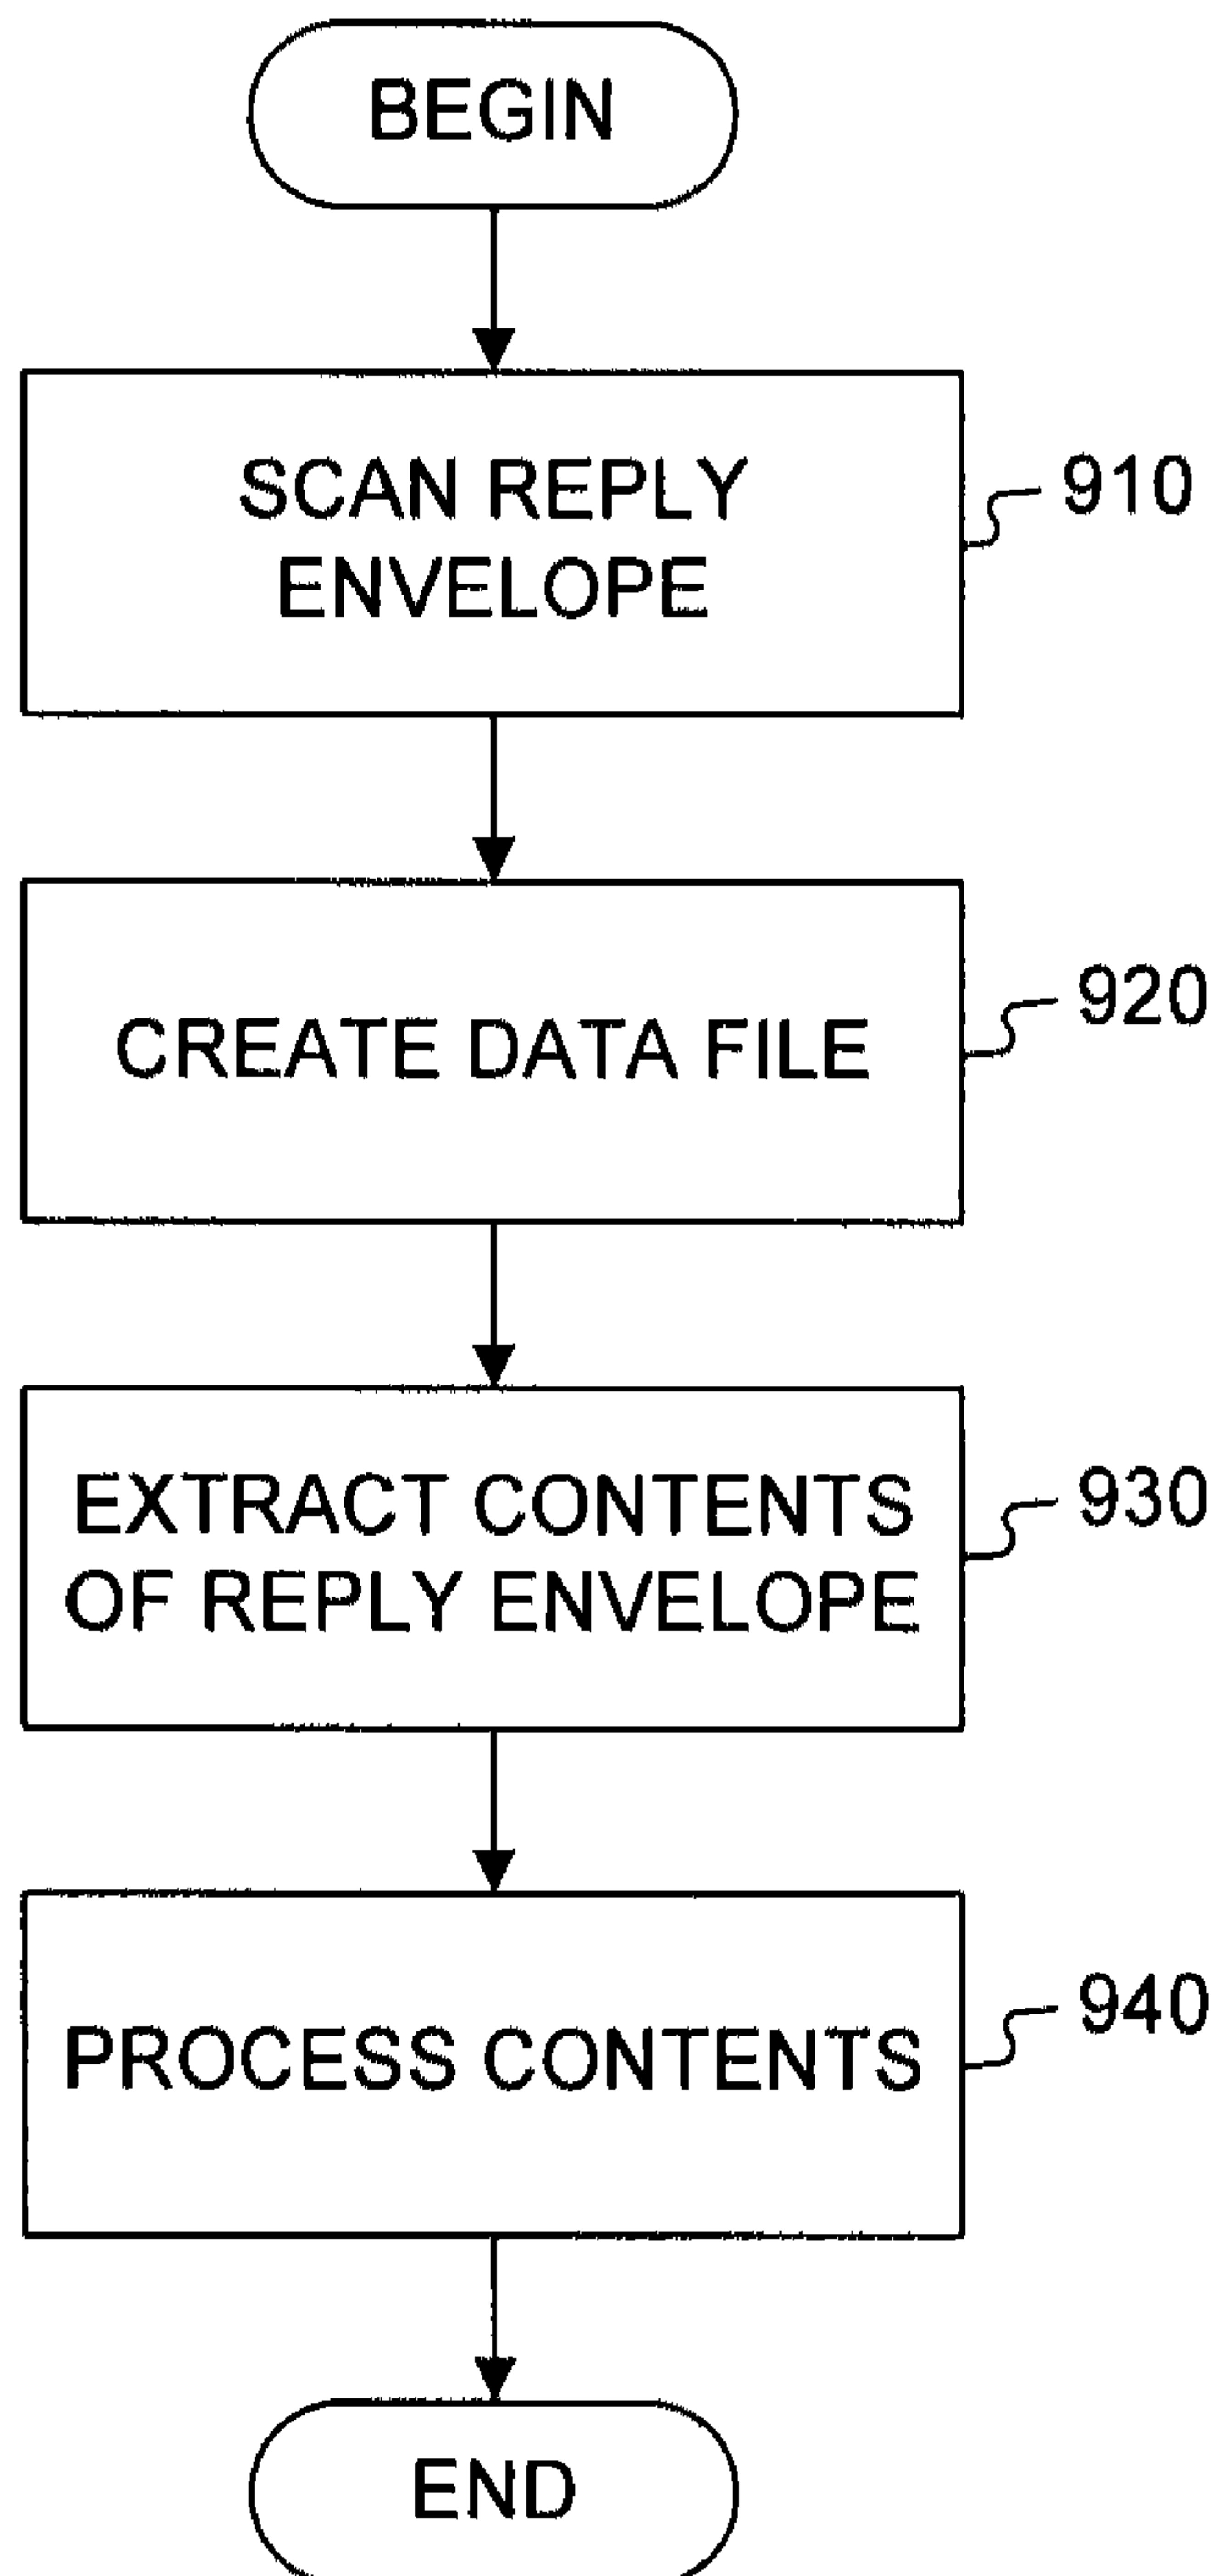 BEGIN
SCAN REPLY
ENVELOPE
910
CREATE DATA FILE
920
EXTRACT CONTENTS
OF REPLY ENVELOPE
930
PROCESS CONTENTS
940
END